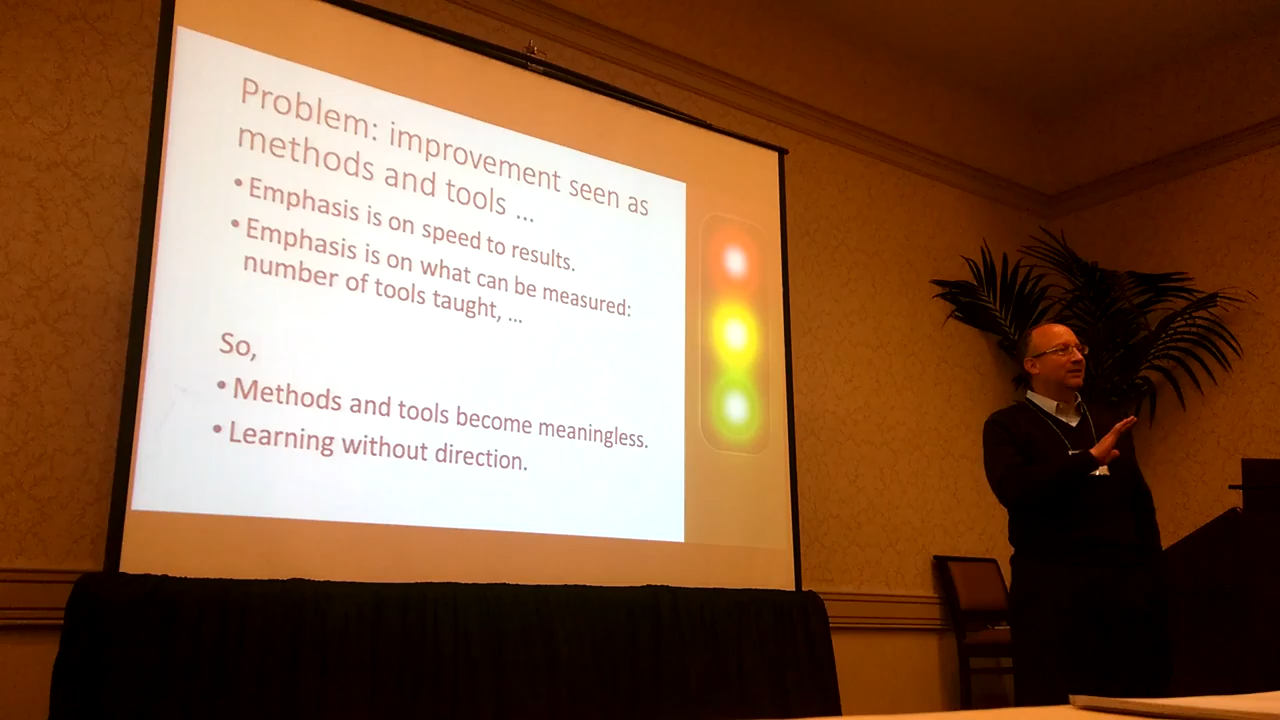 Problem: improvement seen as
methods and tools ...
• Emphasis is on speed to results.
• Emphasis is on what can be measured:
number of tools taught, ...
So,
• Methods and tools become meaningless.
• Learning without direction.